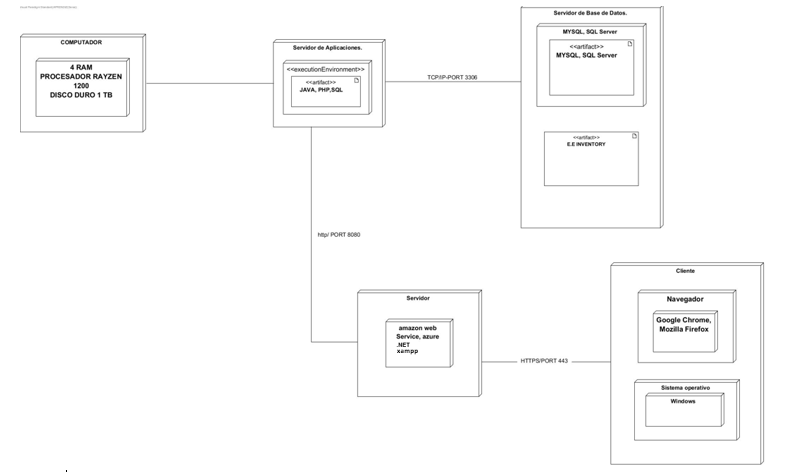 COMPUTADOR
4 RAM
PROCESADOR RAYZEN
1200
DISCO DURO 1 TB
Servidor de Aplicaciones.
<<executionEnvironment>>
<<artifact>>
JAVA, PHP,SQL
TCP/IP-PORT 3306
Servidor de Base de Datos.
MYSQL, SQL Server
<<artifact>>
MYSQL, SQL Server
<<artifact>>
E.E INVENTORY
http/ PORT 8080
Servidor
amazon web
Service, azure
.NET
xampp
HTTPS/PORT 443
Cliente
Navegador
Google Chrome,
Mozilla Firefox
Sistema operativo
Windows